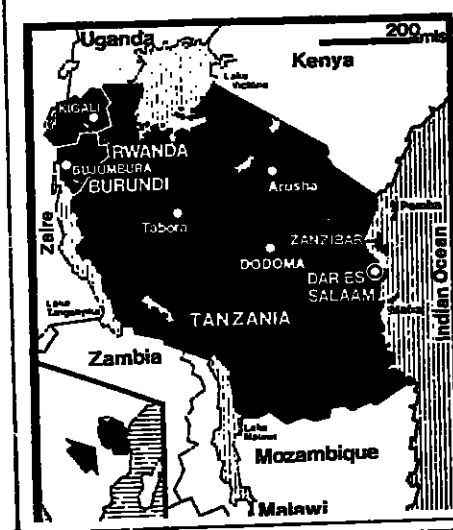 Uganda
200 mls
Kenya
Lake
Victoria
KIGALI
RWANDA
BUJUMBURA
BURUNDI
Arusha
Zaire
Tabora
Pemba
ZANZIBAR
DODOMA
DAR ES
SALAAM
Mafia
Indian Ocean
Lake
Tanganyika
TANZANIA
Zambia
Lake
Malawi
Mozambique
Malawi